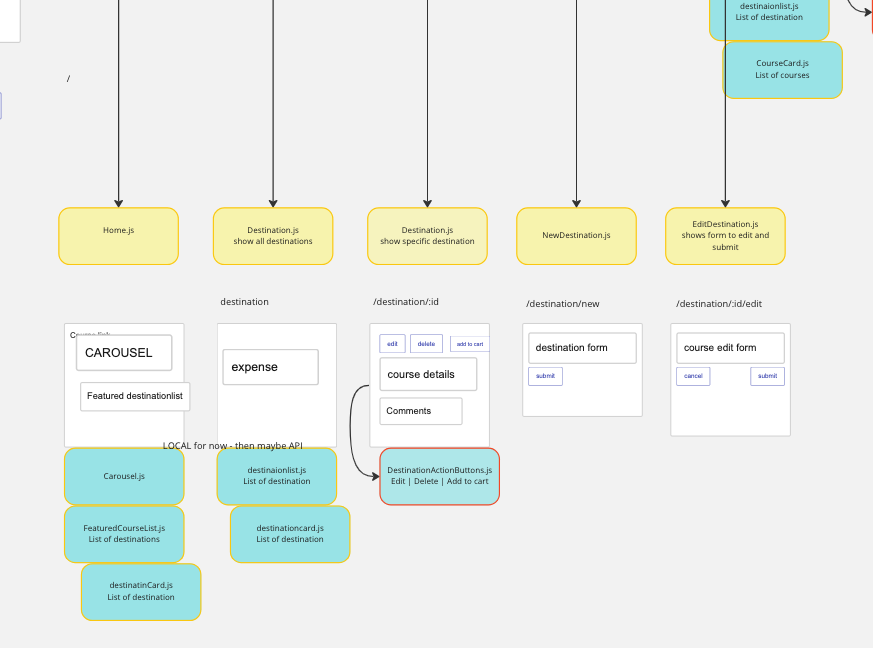 destinaionlist.js
List of destination
CourseCard.js
List of courses
/
Home.js
Destination.js
show all destinations
Destination.js
show specific destination
NewDestination.js
EditDestination.js
shows form to edit and
submit
destination
/destination/:id
/destination/new
/destination/:id/edit
CAROUSEL
Featured destinationlist
expense
edit
delete
add to cart
course details
Comments
destination form
submit
course edit form
cancel
submit
LOCAL for now - then maybe API
Carousel.js
FeaturedCourseList.js
List of destinations
destinatinCard.js
List of destination
destinaionlist.js
List of destination
destinationcard.js
List of destination
DestinationActionButtons.js
Edit | Delete | Add to cart